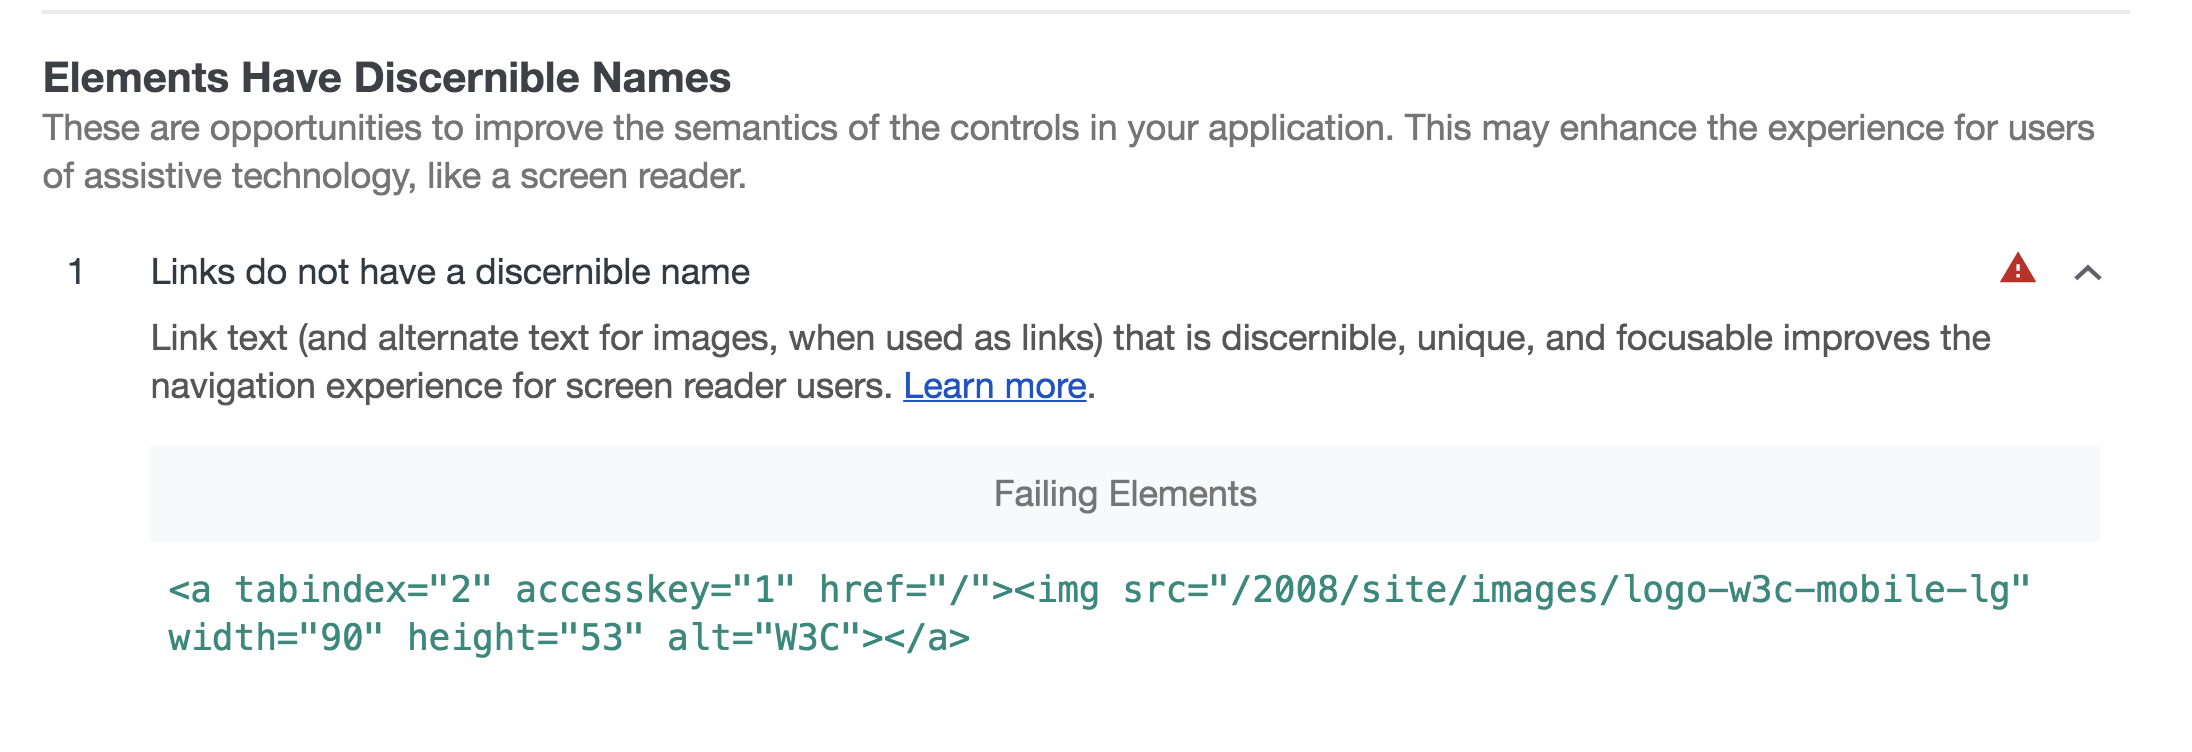 Elements Have Discernible Names
These are opportunities to improve the semantics of the controls in your application. This may enhance the experience for users
of assistive technology, like a screen reader.
1 Links do not have a discernible name
Link text (and alternate text for images, when used as links) that is discernible, unique, and focusable improves the
navigation experience for screen reader users. Learn more.
Failing Elements
<a tabindex="2" accesskey="1" href="/"><img src="/2008/site/images/logo-w3c-mobile-lg"
width="90" height="53" alt="W3C"></a>